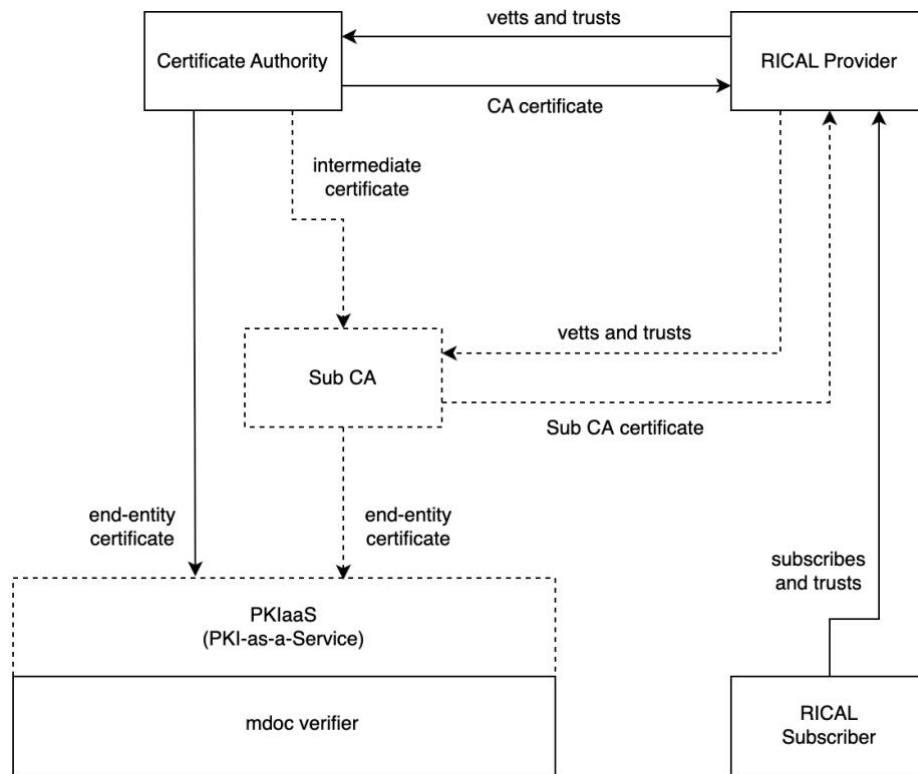 vetts and trusts
Certificate Authority
RICAL Provider
CA certificate
intermediate
certificate
vetts and trusts
Sub CA
Sub CA certificate
end-entity
certificate
end-entity
certificate
subscribes
and trusts
PKIaaS
(PKI-as-a-Service)
mdoc verifier
RICAL
Subscriber